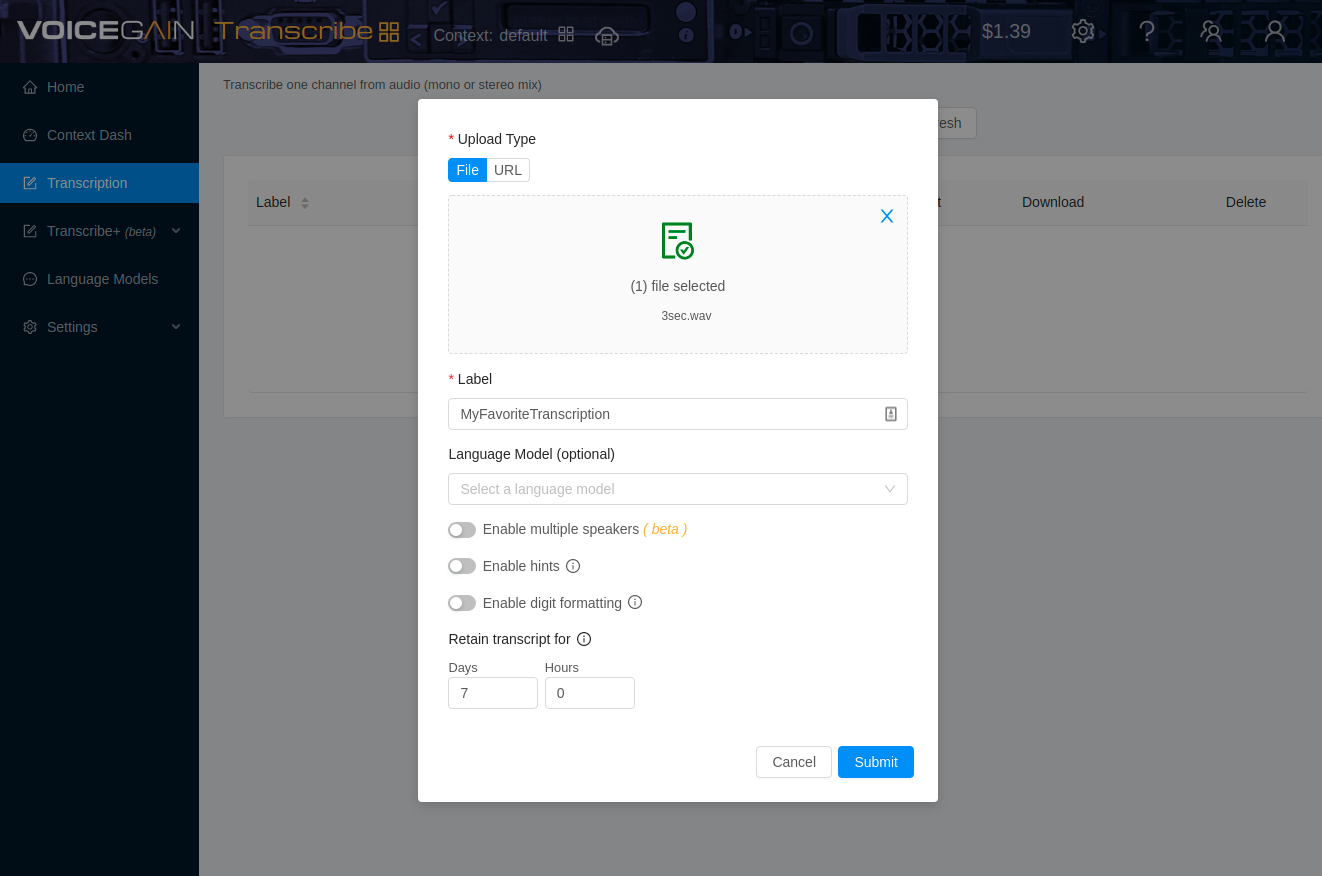 VOICEGAIN Transcribe Context: default $1.39
Home
Context Dash
Transcription
Transcribe+ (beta)
Language Models
Settings
Transcribe one channel from audio (mono or stereo mix)
Label Download Delete
* Upload Type
File URL
(1) file selected
3sec.wav
* Label
MyFavoriteTranscription
Language Model (optional)
Select a language model
Enable multiple speakers ( beta )
Enable hints
Enable digit formatting
Retain transcript for
Days Hours
7 0
Cancel Submit